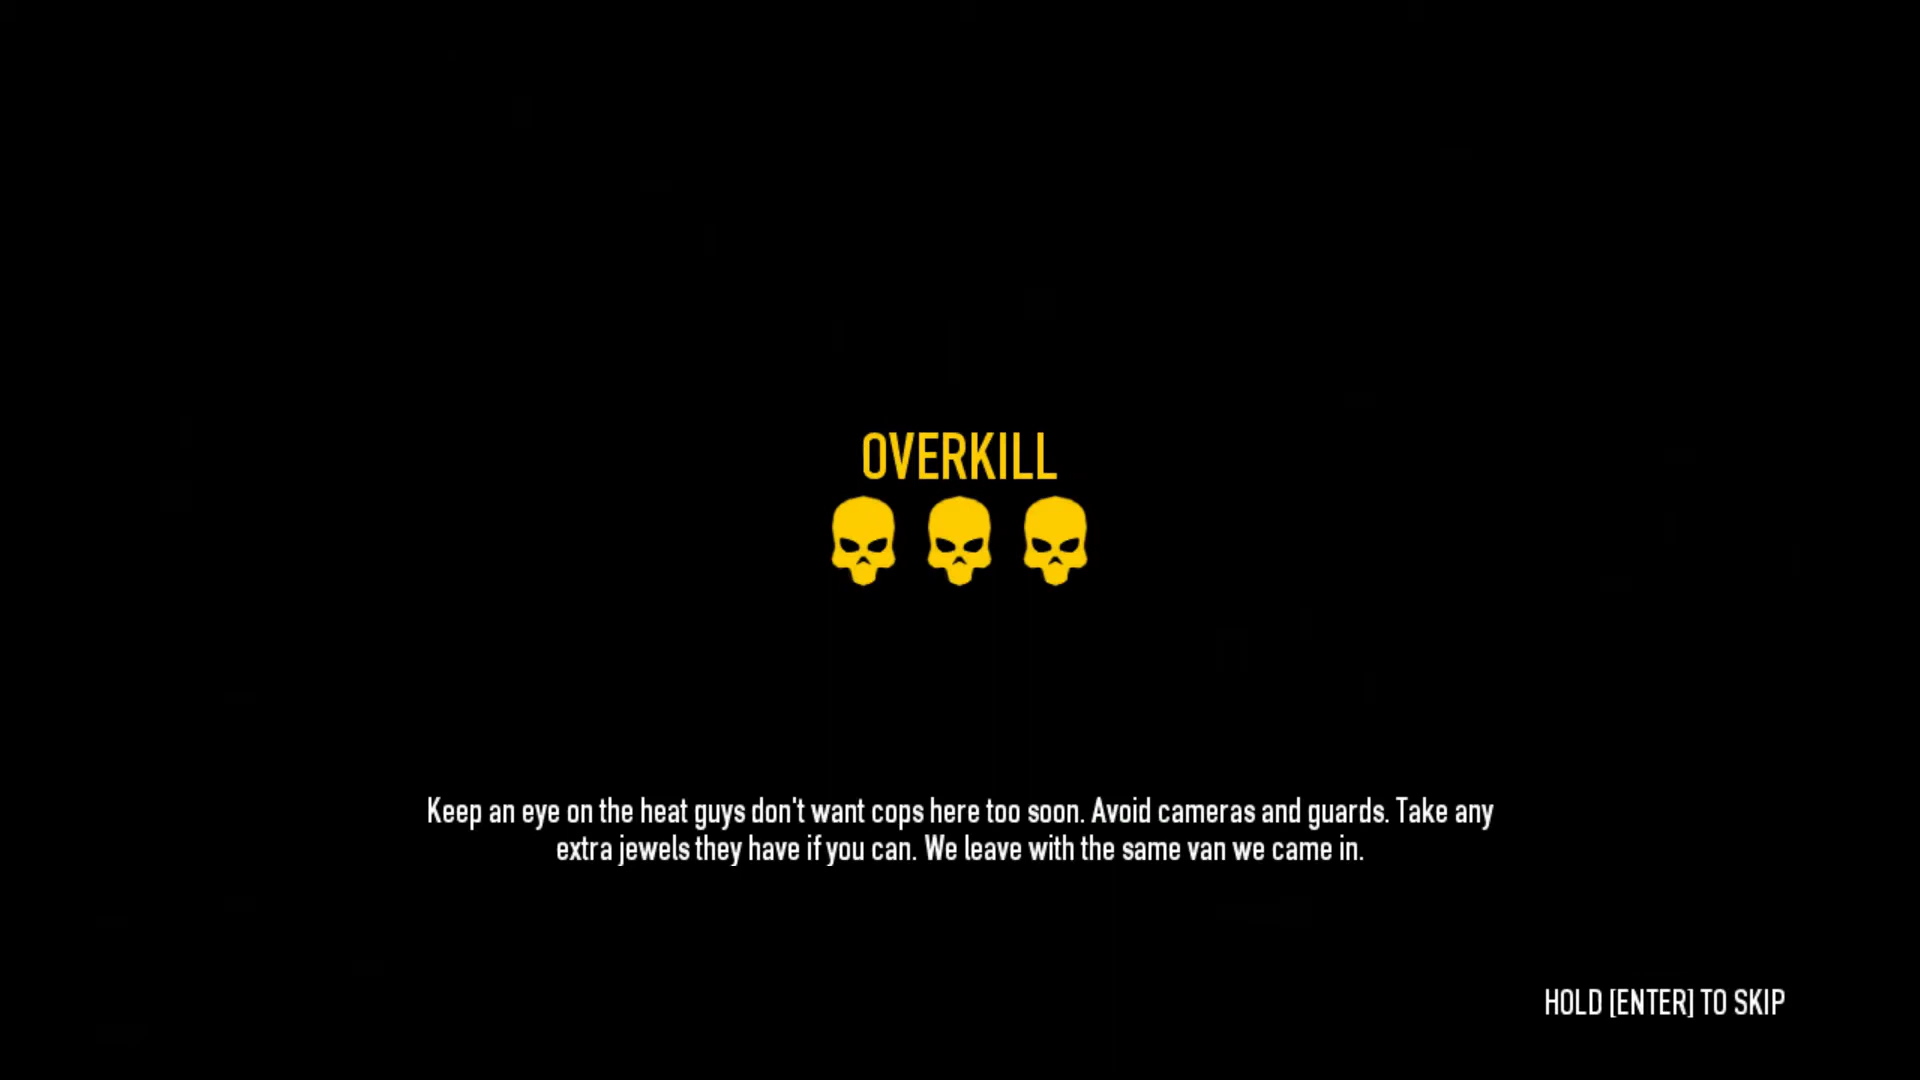 OVERKILL
Keep an eye on the heat guys don't want cops here too soon. Avoid cameras and guards. Take any
extra jewels they have if you can. We leave with the same van we came in.
HOLD [ENTER] TO SKIP